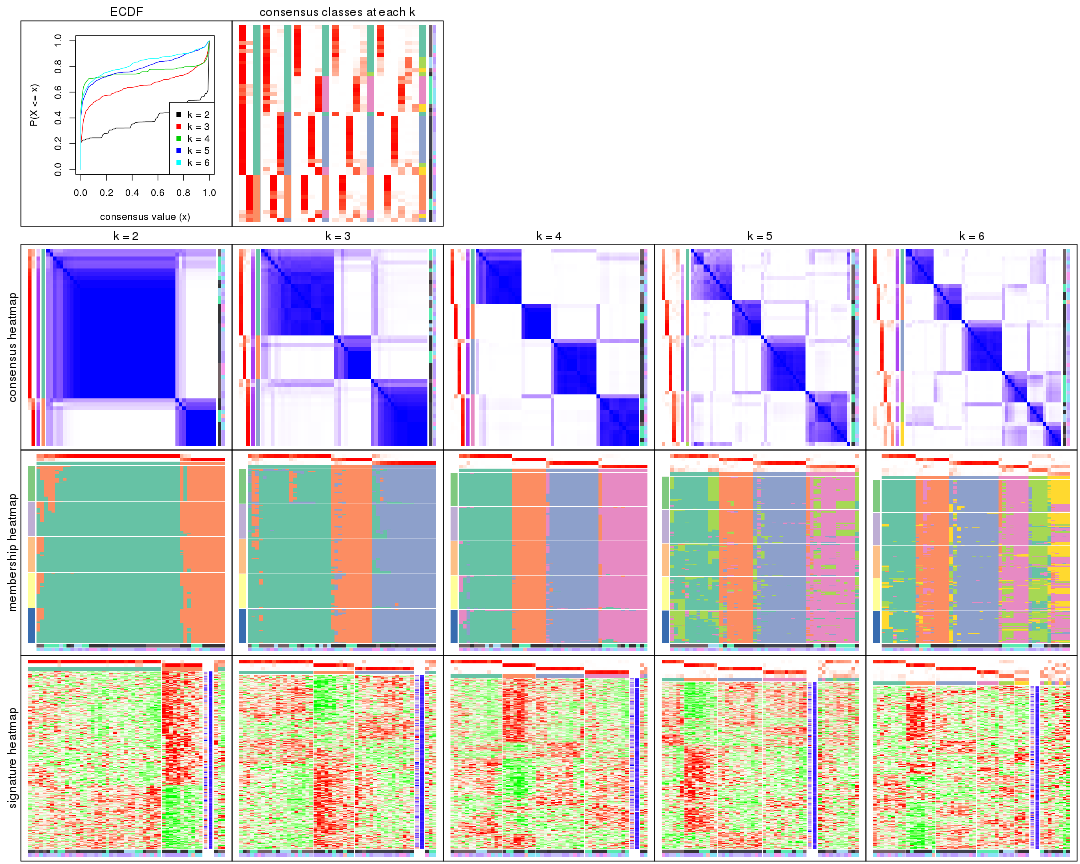 ECDF
consensus classes at each k
P(X <= x)
0.0 0.2 0.4 0.6 0.8 1.0
k = 2
k = 3
k = 4
k = 5
k = 6
0.0 0.2 0.4 0.6 0.8 1.0
consensus value (x)
k = 2 k = 3 k = 4 k = 5 k = 6
consensus heatmap
membership heatmap
signature heatmap